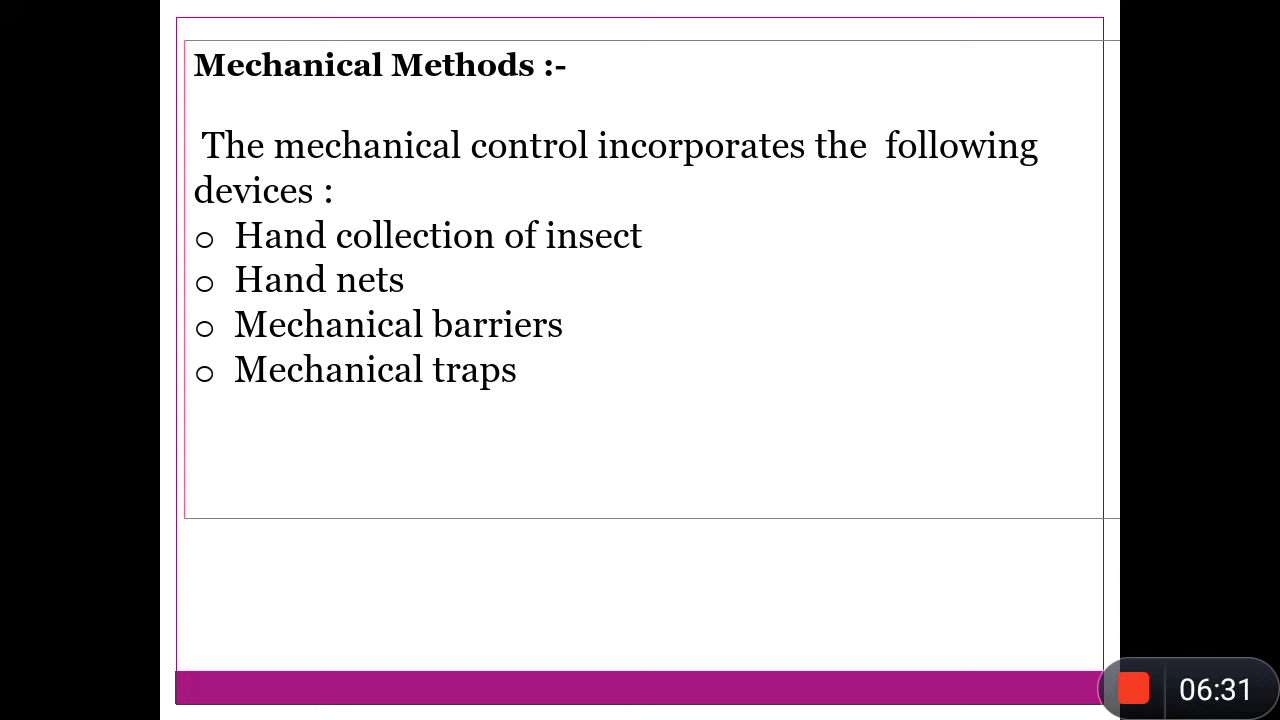 Mechanical Methods :-
The mechanical control incorporates the following
devices :
o Hand collection of insect
o Hand nets
o Mechanical barriers
o Mechanical traps
06:31